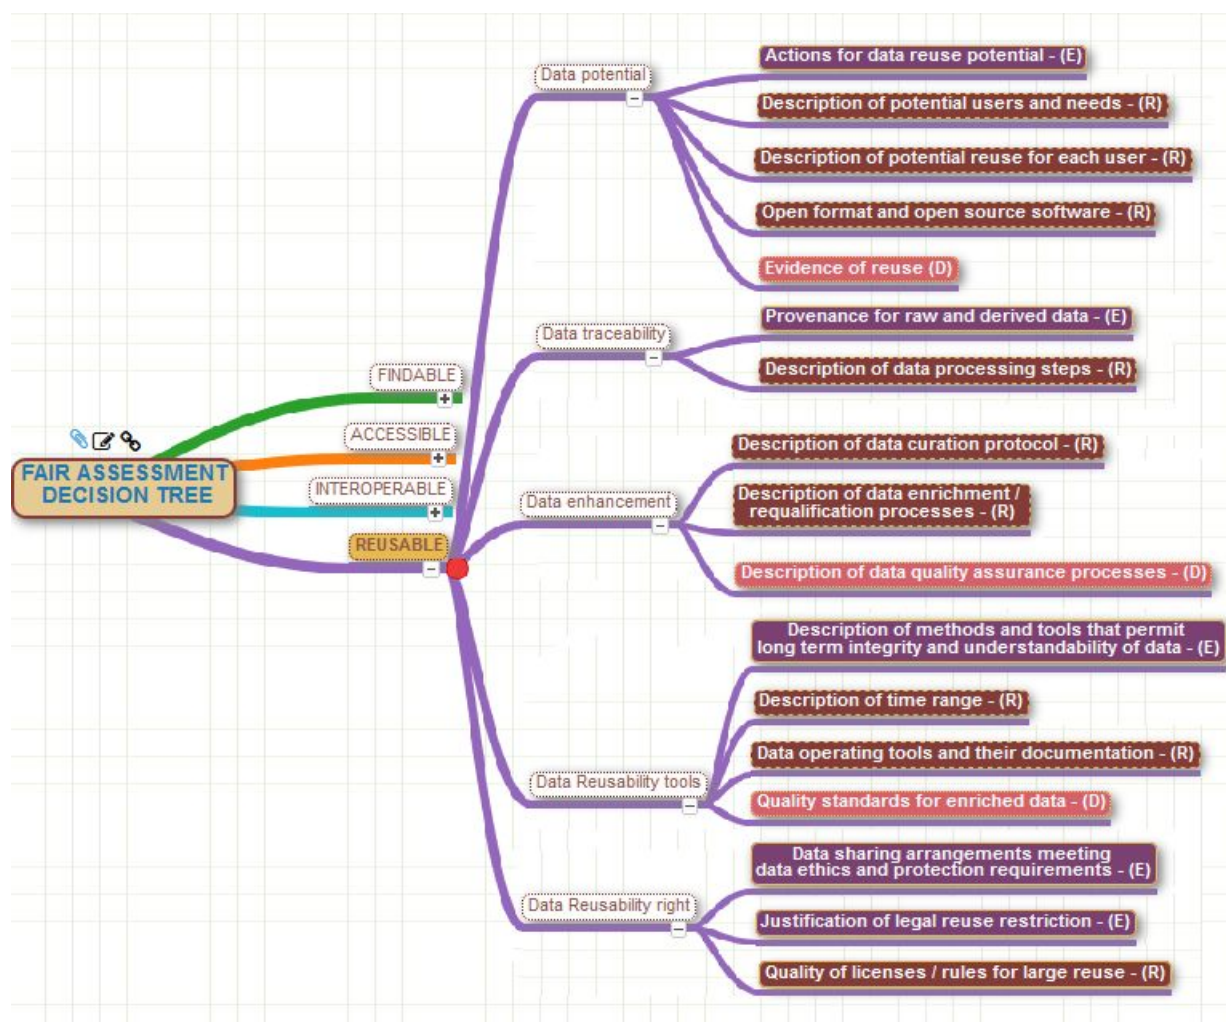 FAIR ASSESSMENT
DECISION TREE
FINDABLE
ACCESSIBLE
INTEROPERABLE
REUSABLE
Data potential
Actions for data reuse potential - (E)
Description of potential users and needs - (R)
Description of potential reuse for each user - (R)
Open format and open source software - (R)
Evidence of reuse (D)
Data traceability
Provenance for raw and derived data - (E)
Description of data processing steps - (R)
Data enhancement
Description of data curation protocol - (R)
Description of data enrichment /
requalification processes - (R)
Description of data quality assurance processes - (D)
Data Reusability tools
Description of methods and tools that permit
long term integrity and understandability of data - (E)
Description of time range - (R)
Data operating tools and their documentation - (R)
Quality standards for enriched data - (D)
Data Reusability right
Data sharing arrangements meeting
data ethics and protection requirements - (E)
Justification of legal reuse restriction - (E)
Quality of licenses / rules for large reuse - (R)